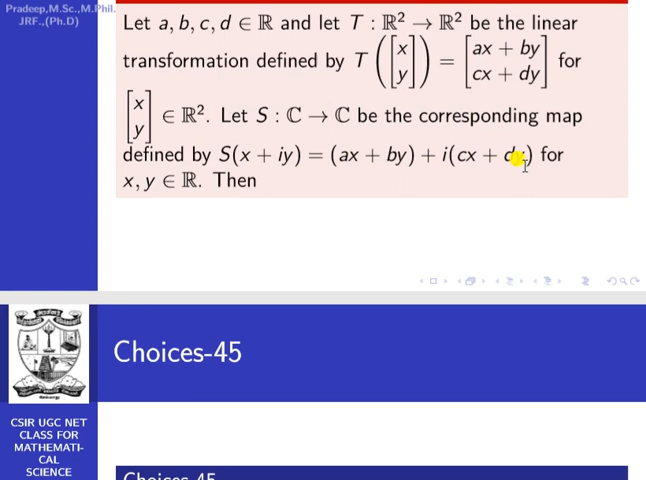 Pradeep,M.Sc.,M.Phil.
JRF.,(Ph.D)
Let a, b, c, d ∈ ℝ and let T : ℝ² → ℝ² be the linear
transformation defined by T([x y]) = [ax + by cx + dy] for
[x y] ∈ ℝ². Let S : ℂ → ℂ be the corresponding map
defined by S(x + iy) = (ax + by) + i(cx + dy) for
x, y ∈ ℝ. Then
Choices-45
CSIR UGC NET
CLASS FOR
MATHEMATI-
CAL
SCIENCE
Choices-45